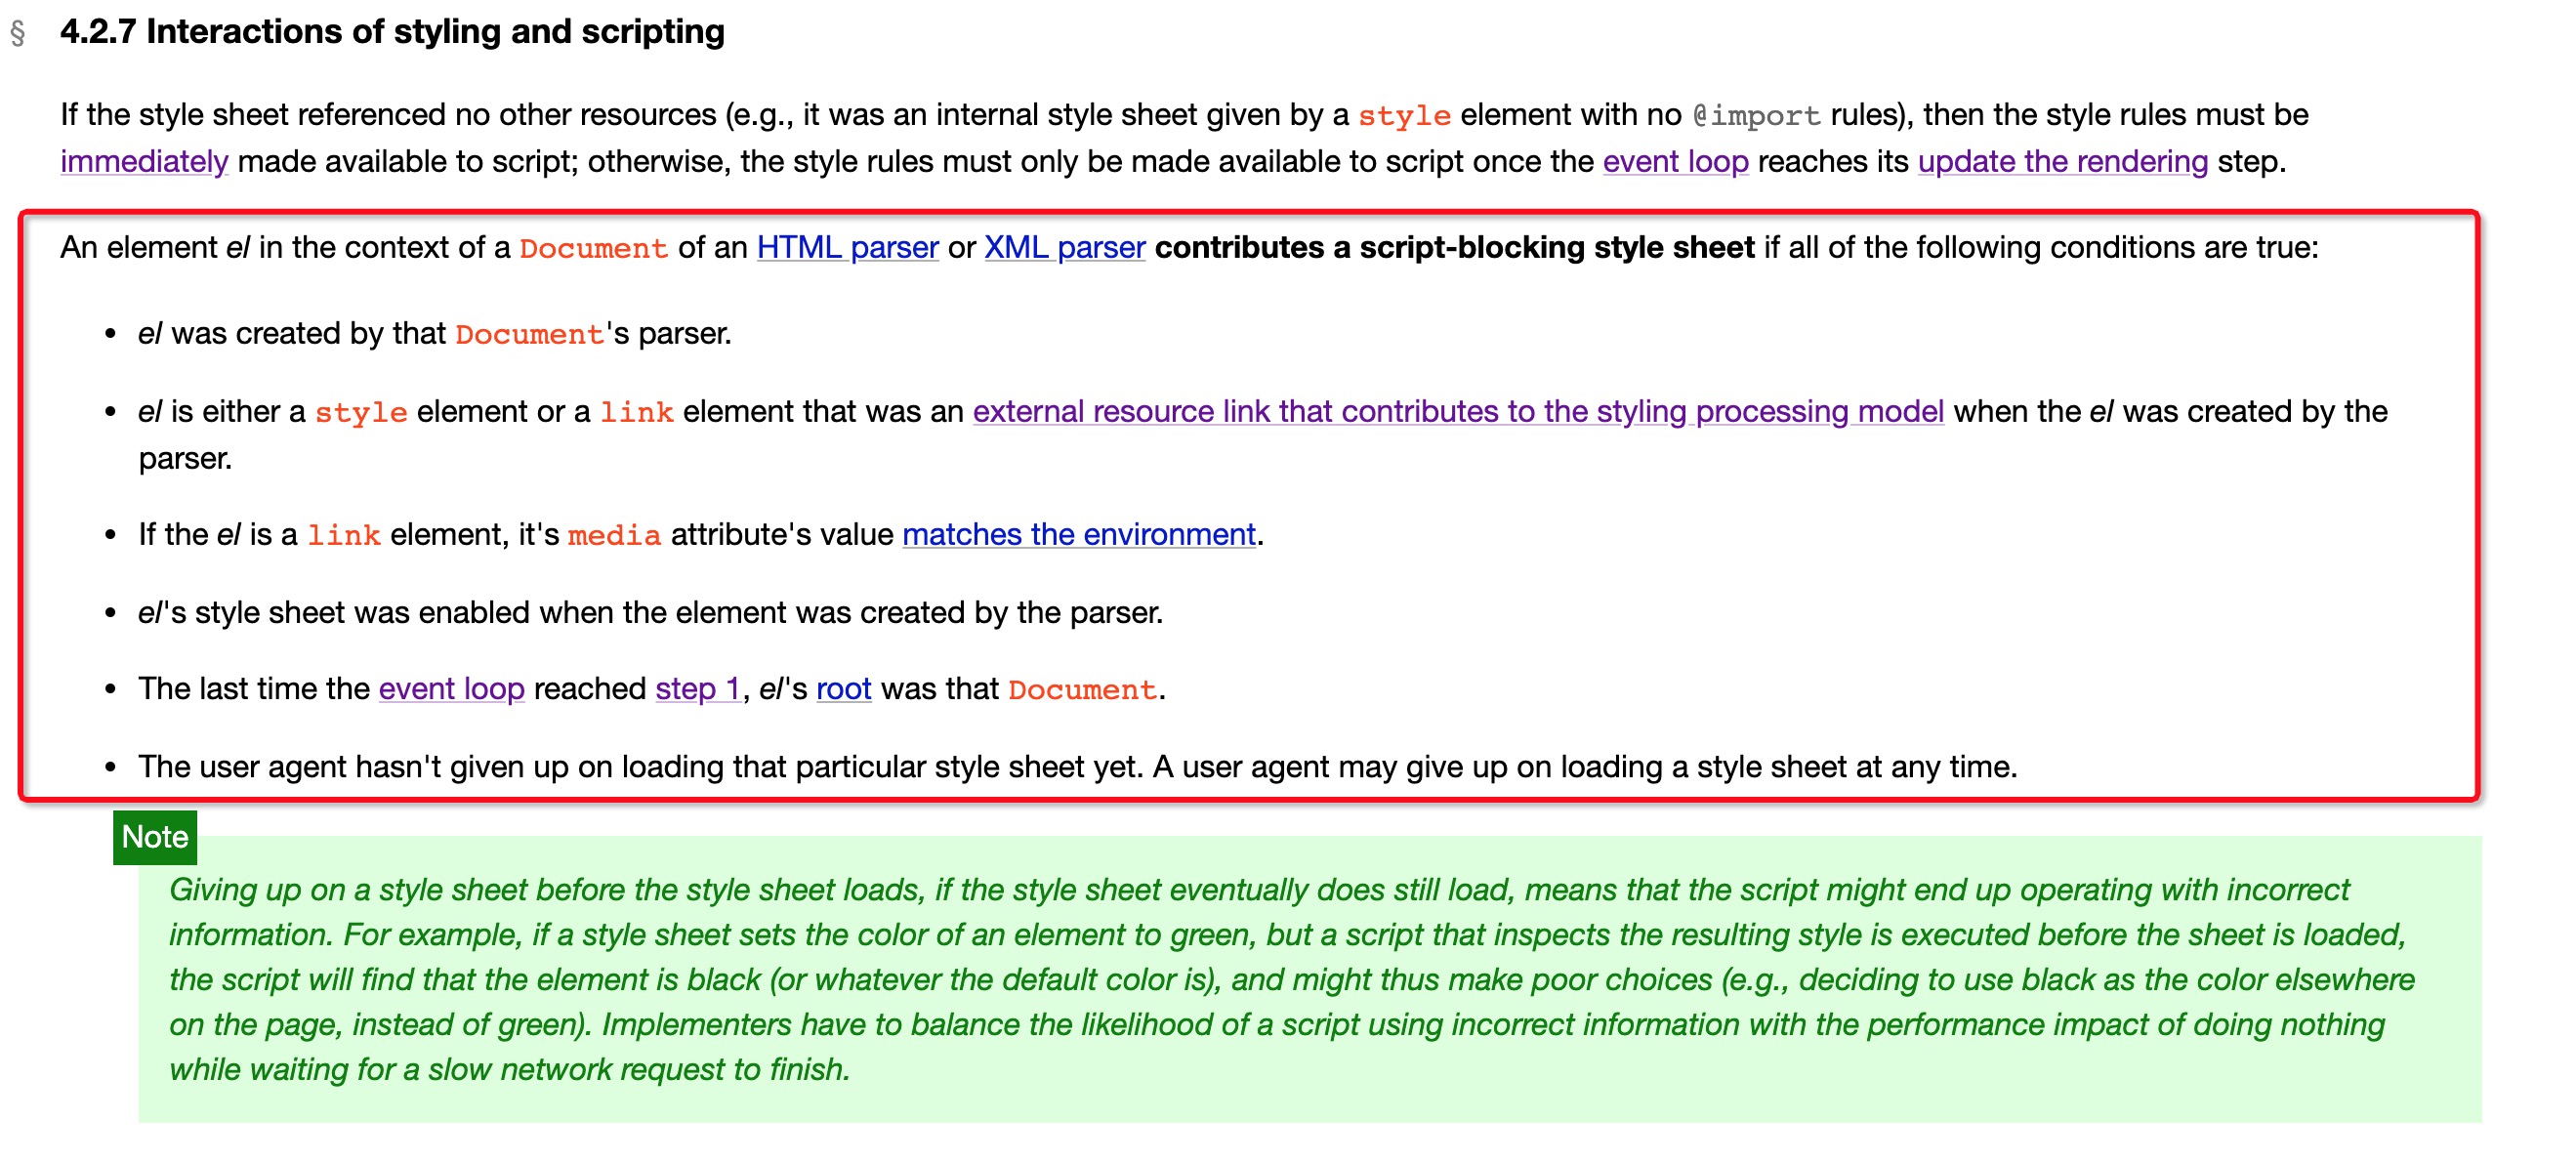 § 4.2.7 Interactions of styling and scripting
If the style sheet referenced no other resources (e.g., it was an internal style sheet given by a style element with no @import rules), then the style rules must be
immediately made available to script; otherwise, the style rules must only be made available to script once the event loop reaches its update the rendering step.
An element el in the context of a Document of an HTML parser or XML parser contributes a script-blocking style sheet if all of the following conditions are true:
• el was created by that Document's parser.
• el is either a style element or a link element that was an external resource link that contributes to the styling processing model when the el was created by the
parser.
• If the el is a link element, it's media attribute's value matches the environment.
• el's style sheet was enabled when the element was created by the parser.
• The last time the event loop reached step 1, el's root was that Document.
• The user agent hasn't given up on loading that particular style sheet yet. A user agent may give up on loading a style sheet at any time.
Note
Giving up on a style sheet before the style sheet loads, if the style sheet eventually does still load, means that the script might end up operating with incorrect
information. For example, if a style sheet sets the color of an element to green, but a script that inspects the resulting style is executed before the sheet is loaded,
the script will find that the element is black (or whatever the default color is), and might thus make poor choices (e.g., deciding to use black as the color elsewhere
on the page, instead of green). Implementers have to balance the likelihood of a script using incorrect information with the performance impact of doing nothing
while waiting for a slow network request to finish.